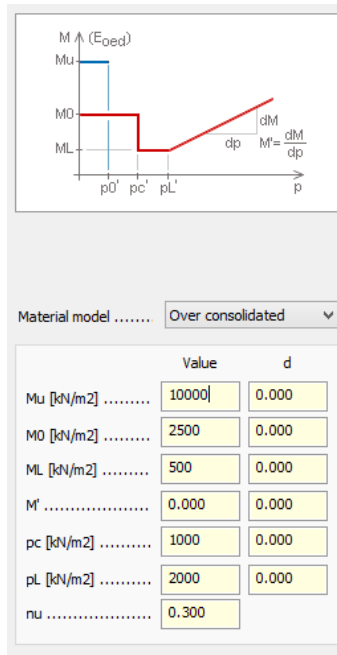 M (Eoed)
Mu
M0
dM
dp M'= dM
dp
ML
p0' pc' pL' p
Material model ....... Over consolidated
Value d
Mu [kN/m2] ......... 10000 0.000
M0 [kN/m2] ......... 2500 0.000
ML [kN/m2] ......... 500 0.000
M' .................... 0.000
pc [kN/m2] .......... 1000 0.000
pL [kN/m2] .......... 2000 0.000
nu .................... 0.300